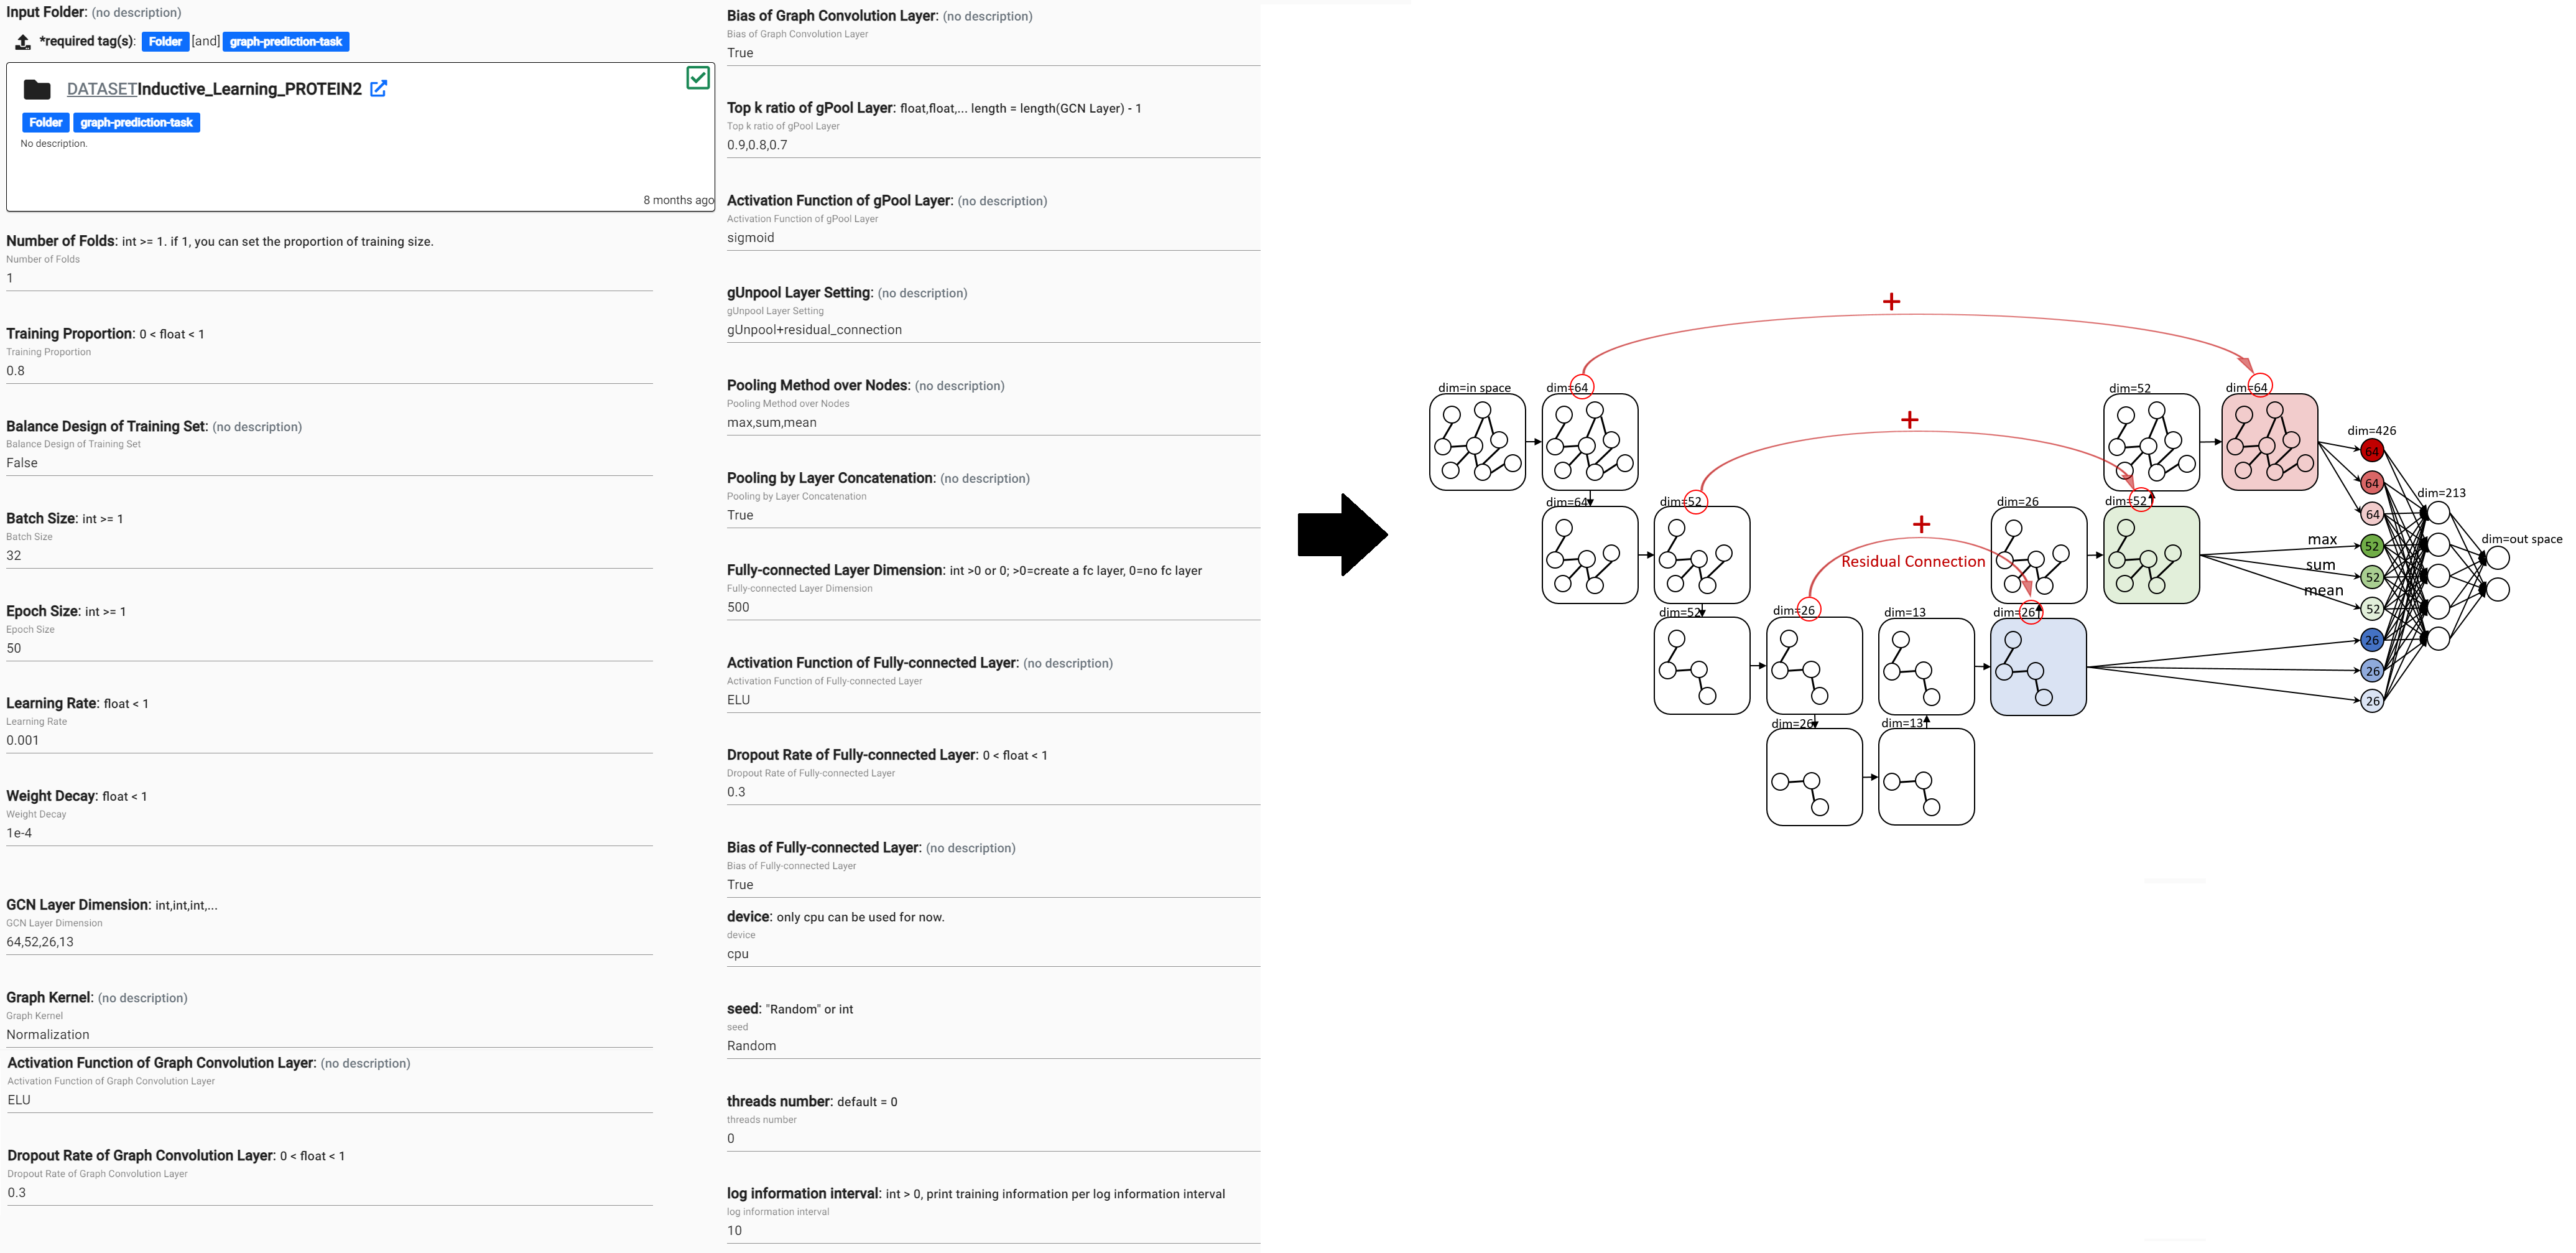 Input Folder: (no description)
*required tag(s): Folder [and] graph-prediction-task
DATASETInductive_Learning_PROTEIN2
Folder graph-prediction-task
No description.
8 months ago
Number of Folds: int >= 1. if 1, you can set the proportion of training size.
Number of Folds
1
Training Proportion: 0 < float < 1
Training Proportion
0.8
Balance Design of Training Set: (no description)
Balance Design of Training Set
False
Batch Size: int >= 1
Batch Size
32
Epoch Size: int >= 1
Epoch Size
50
Learning Rate: float < 1
Learning Rate
0.001
Weight Decay: float < 1
Weight Decay
1e-4
GCN Layer Dimension: int,int,int,...
GCN Layer Dimension
64,52,26,13
Graph Kernel: (no description)
Graph Kernel
Normalization
Activation Function of Graph Convolution Layer: (no description)
Activation Function of Graph Convolution Layer
ELU
Dropout Rate of Graph Convolution Layer: 0 < float < 1
Dropout Rate of Graph Convolution Layer
0.3
Bias of Graph Convolution Layer: (no description)
Bias of Graph Convolution Layer
True
Top k ratio of gPool Layer: float,float,... length = length(GCN Layer) - 1
Top k ratio of gPool Layer
0.9,0.8,0.7
Activation Function of gPool Layer: (no description)
Activation Function of gPool Layer
sigmoid
gUnpool Layer Setting: (no description)
gUnpool Layer Setting
gUnpool+residual_connection
Pooling Method over Nodes: (no description)
Pooling Method over Nodes
max,sum,mean
Pooling by Layer Concatenation: (no description)
Pooling by Layer Concatenation
True
Fully-connected Layer Dimension: int >0 or 0; >0=create a fc layer, 0=no fc layer
Fully-connected Layer Dimension
500
Activation Function of Fully-connected Layer: (no description)
Activation Function of Fully-connected Layer
ELU
Dropout Rate of Fully-connected Layer: 0 < float < 1
Dropout Rate of Fully-connected Layer
0.3
Bias of Fully-connected Layer: (no description)
Bias of Fully-connected Layer
True
device: only cpu can be used for now.
device
cpu
seed: "Random" or int
seed
Random
threads number: default = 0
threads number
0
log information interval: int > 0, print training information per log information interval
log information interval
10
+
dim=in space dim=64 dim=52 dim=64
+
dim=426
64
64
64
dim=64 dim=52 dim=26 dim=52
+
Residual Connection
dim=213
dim=out space
max
sum
mean
52
52
52
dim=52 dim=26 dim=13 dim=26
26
26
26
dim=26 dim=13